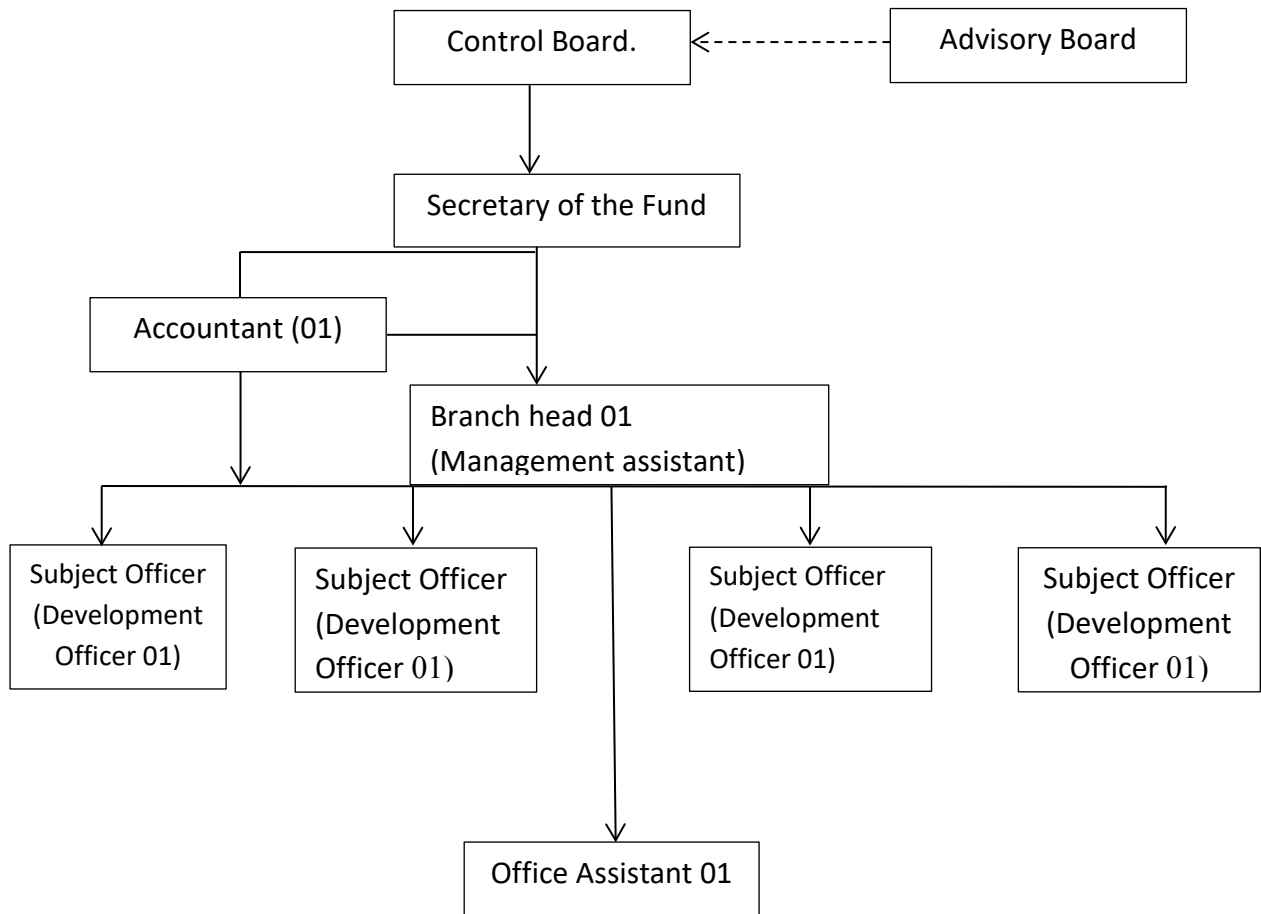 Control Board.
Advisory Board
Secretary of the Fund
Accountant (01)
Branch head 01
(Management assistant)
Subject Officer
(Development
Officer 01)
Subject Officer
(Development
Officer 01)
Subject Officer
(Development
Officer 01)
Subject Officer
(Development
Officer 01)
Office Assistant 01